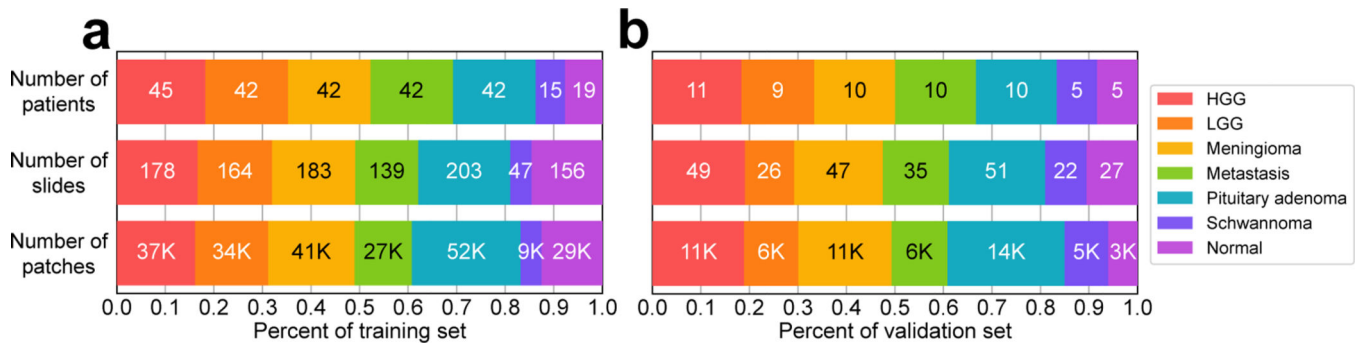 a
Number of
patients
45 42 42 42 42 15 19
Number of
slides
178 164 183 139 203 47 156
Number of
patches
37K 34K 41K 27K 52K 9K 29K
0.0 0.1 0.2 0.3 0.4 0.5 0.6 0.7 0.8 0.9 1.0
Percent of training set
b
11 9 10 10 10 5 5
49 26 47 35 51 22 27
11K 6K 11K 6K 14K 5K 3K
0.0 0.1 0.2 0.3 0.4 0.5 0.6 0.7 0.8 0.9 1.0
Percent of validation set
HGG
LGG
Meningioma
Metastasis
Pituitary adenoma
Schwannoma
Normal